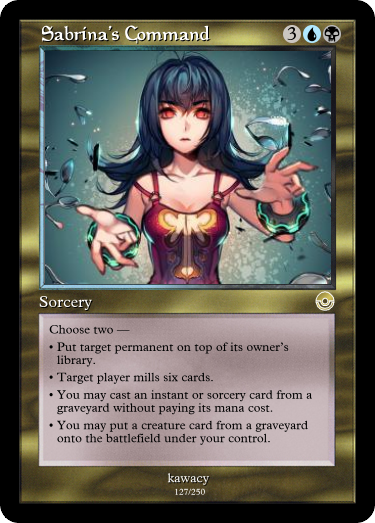 Sabrina's Command 3
Sorcery
Choose two —
• Put target permanent on top of its owner's
library.
• Target player mills six cards.
• You may cast an instant or sorcery card from a
graveyard without paying its mana cost.
• You may put a creature card from a graveyard
onto the battlefield under your control.
kawacy
127/250